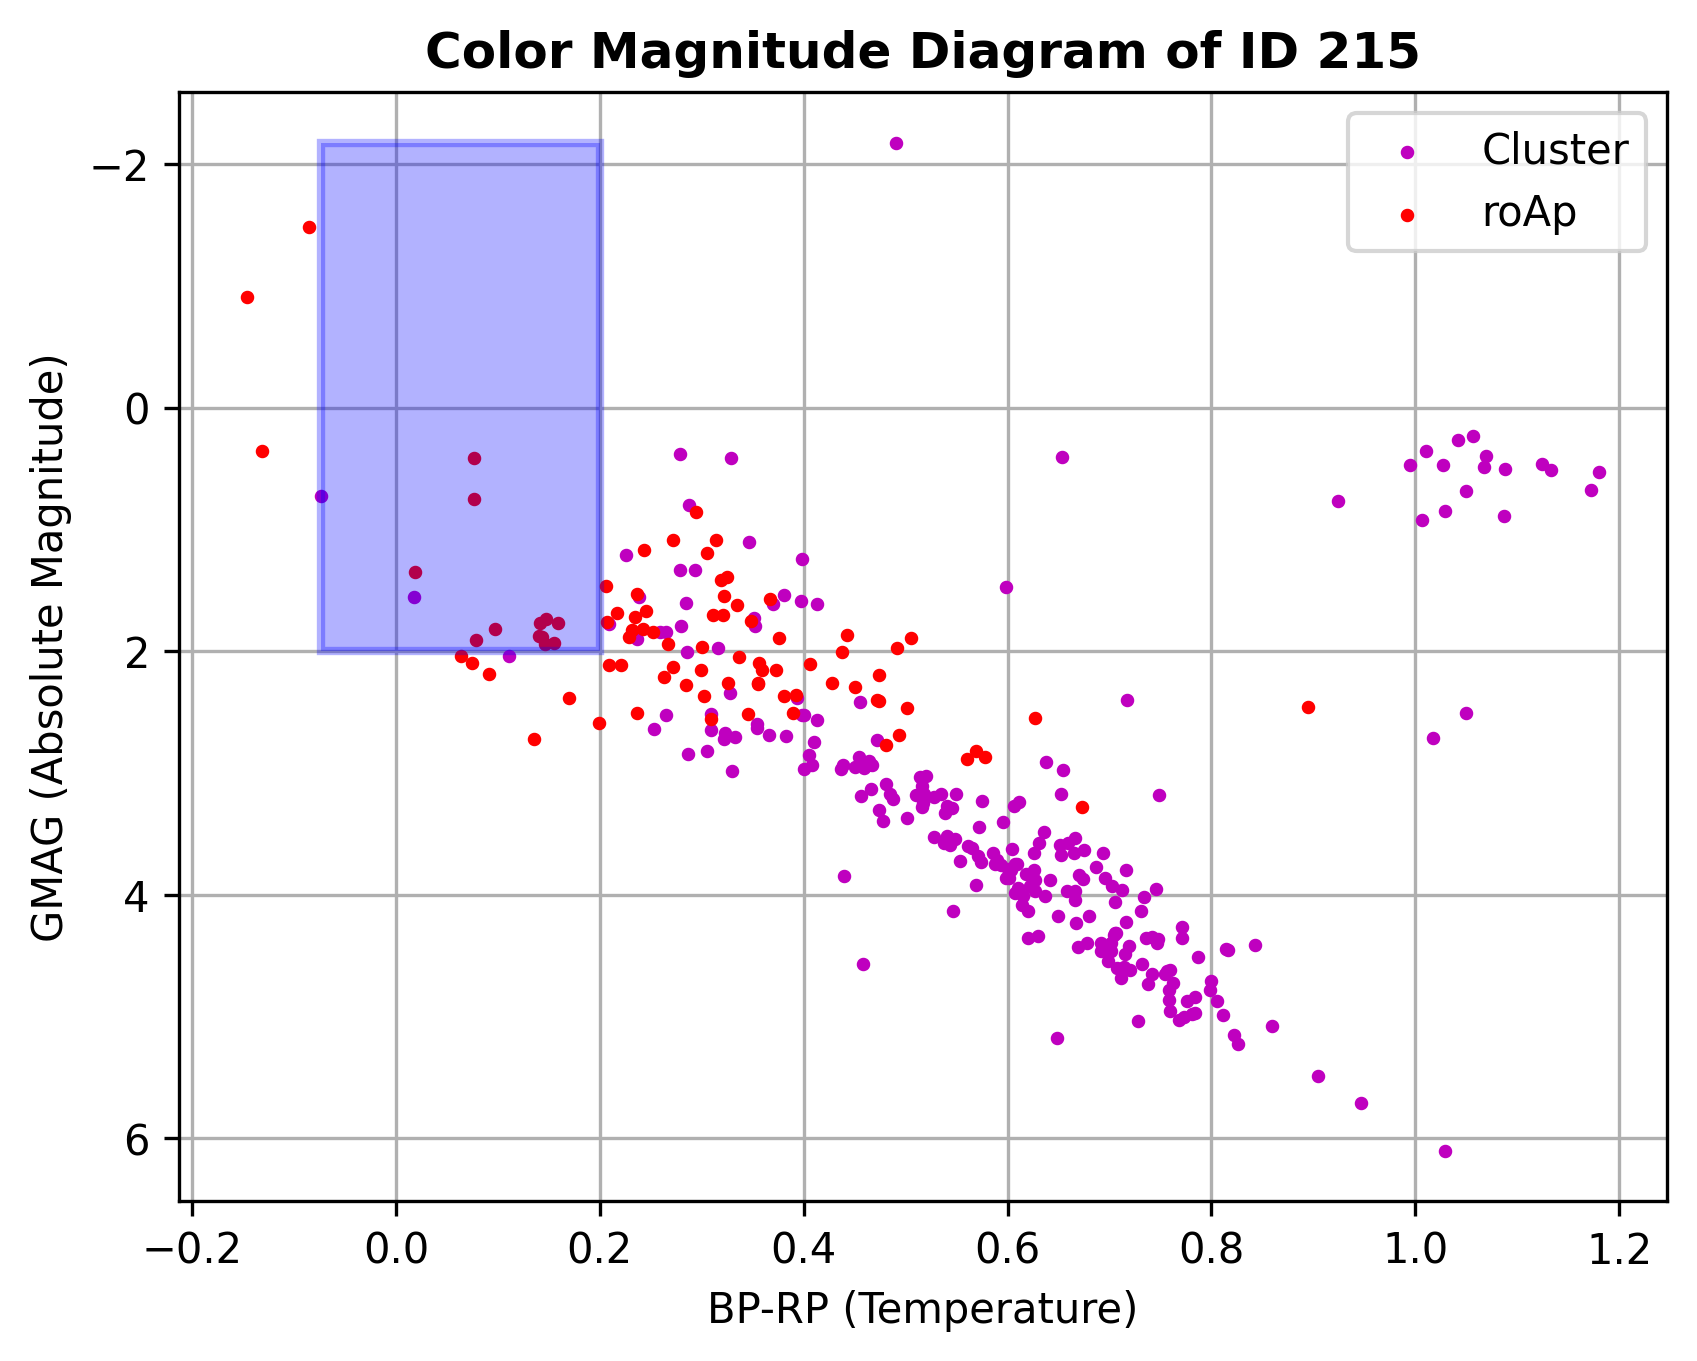 Color Magnitude Diagram of ID 215
Cluster
roAp
GMAG (Absolute Magnitude)
−2
0
2
4
6
−0.2 0.0 0.2 0.4 0.6 0.8 1.0 1.2
BP-RP (Temperature)